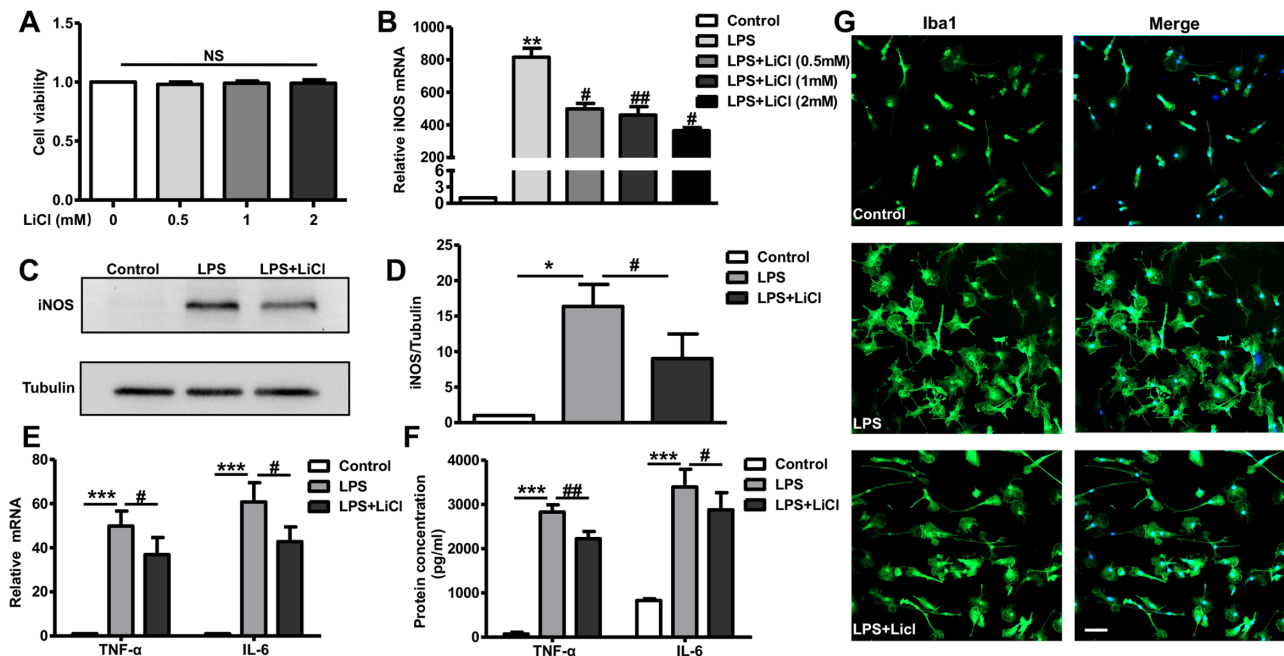 A
NS
Cell viability
1.5
1.0
0.5
0.0
LiCl (mM)
0 0.5 1 2
B
Relative iNOS mRNA
1000
800
600
400
200
6
3
0
**
#
##
#
Control
LPS
LPS+LiCl (0.5mM)
LPS+LiCl (1mM)
LPS+LiCl (2mM)
C
Control LPS LPS+LiCl
iNOS
Tubulin
D
iNOS/Tubulin
25
20
15
10
5
0
* #
Control
LPS
LPS+LiCl
E
Relative mRNA
80
60
40
20
0
*** #
*** #
TNF-α IL-6
Control
LPS
LPS+LiCl
F
Protein concentration
(pg/ml)
4000
3000
2000
1000
0
*** ##
*** #
TNF-α IL-6
Control
LPS
LPS+LiCl
G
Iba1 Merge
Control
LPS
LPS+Licl